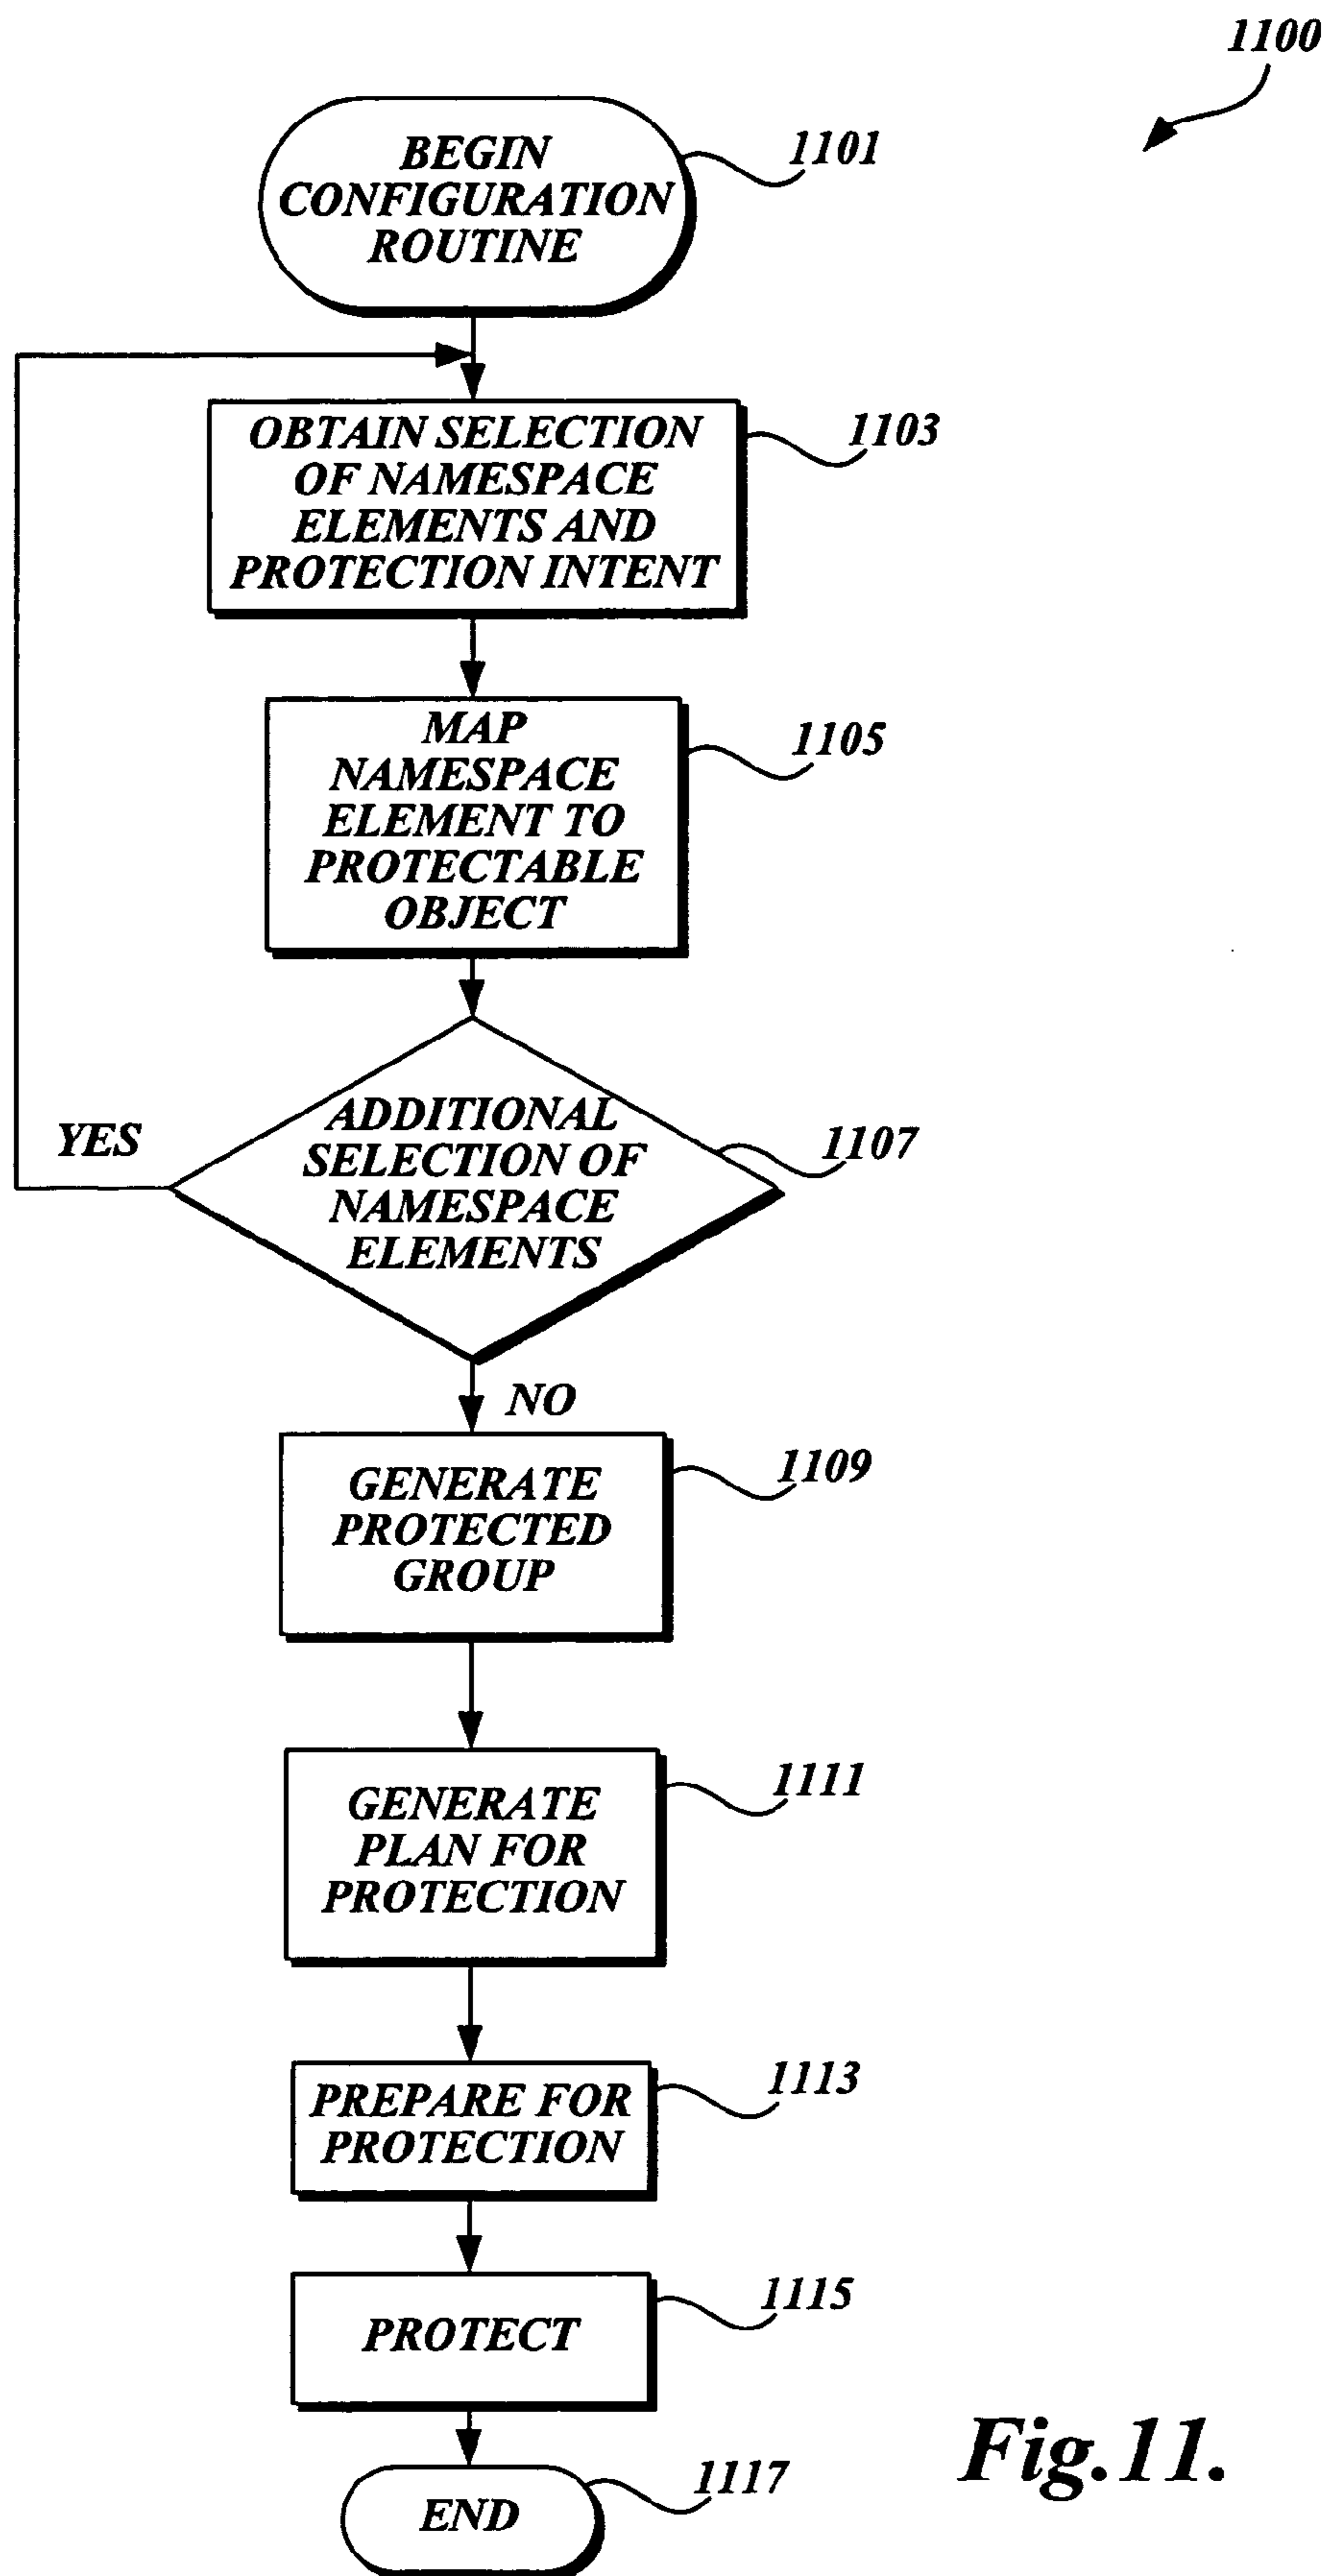 1100
BEGIN
CONFIGURATION
ROUTINE
1101
OBTAIN SELECTION
OF NAMESPACE
ELEMENTS AND
PROTECTION INTENT
1103
MAP
NAMESPACE
ELEMENT TO
PROTECTABLE
OBJECT
1105
ADDITIONAL
SELECTION OF
NAMESPACE
ELEMENTS
1107
YES
NO
GENERATE
PROTECTED
GROUP
1109
GENERATE
PLAN FOR
PROTECTION
1111
PREPARE FOR
PROTECTION
1113
PROTECT
1115
END
1117
Fig.11.